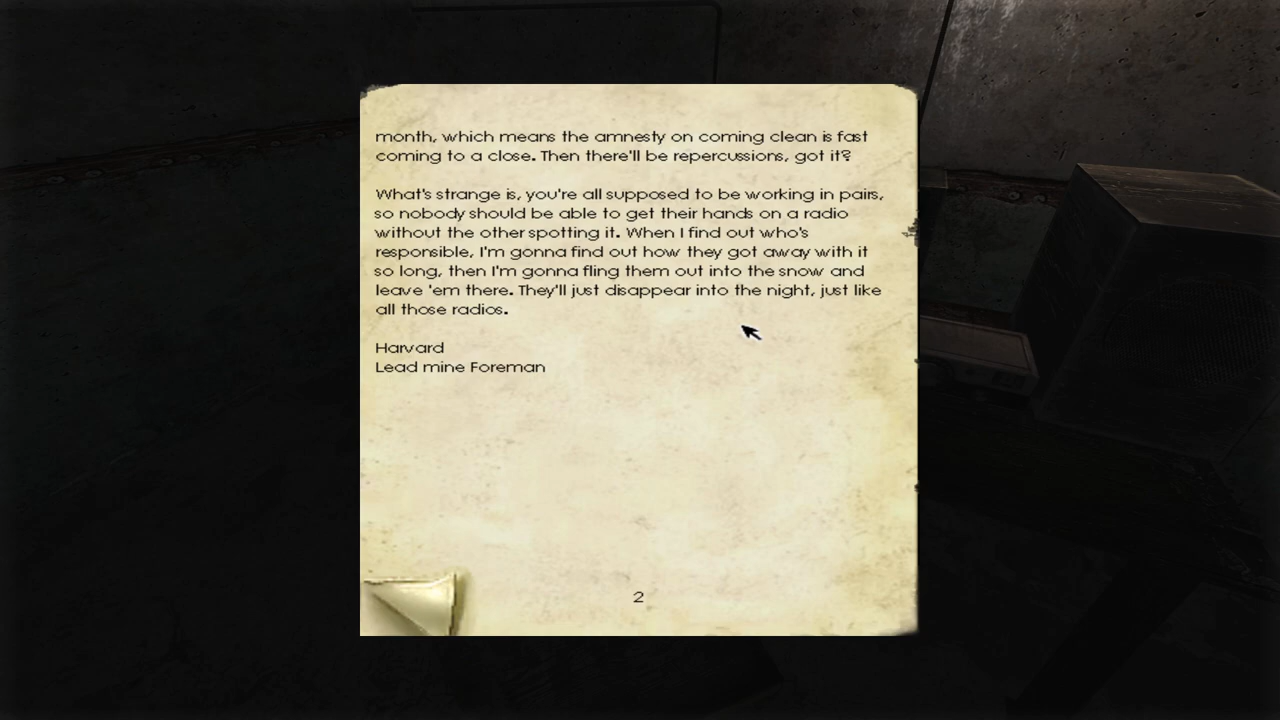 month, which means the amnesty on coming clean is fast
coming to a close. Then there'll be repercussions, got it?
What's strange is, you're all supposed to be working in pairs,
so nobody should be able to get their hands on a radio
without the other spotting it. When I find out who's
responsible, I'm gonna find out how they got away with it
so long, then I'm gonna fling them out into the snow and
leave 'em there. They'll just disappear into the night, just like
all those radios.
Harvard
Lead mine Foreman
2